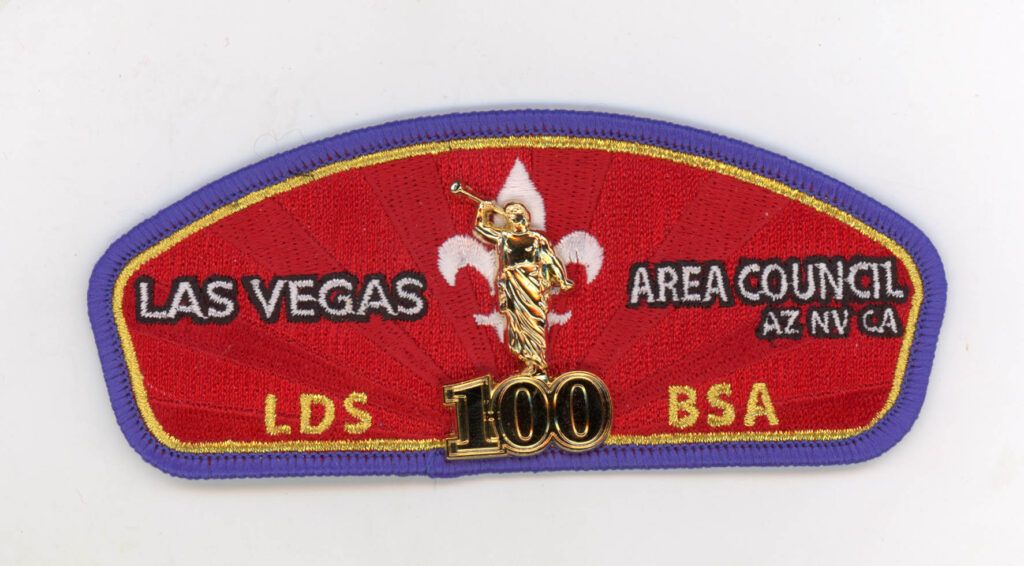 LAS VEGAS
AREA COUNCIL
AZ NV CA
LDS
100
BSA